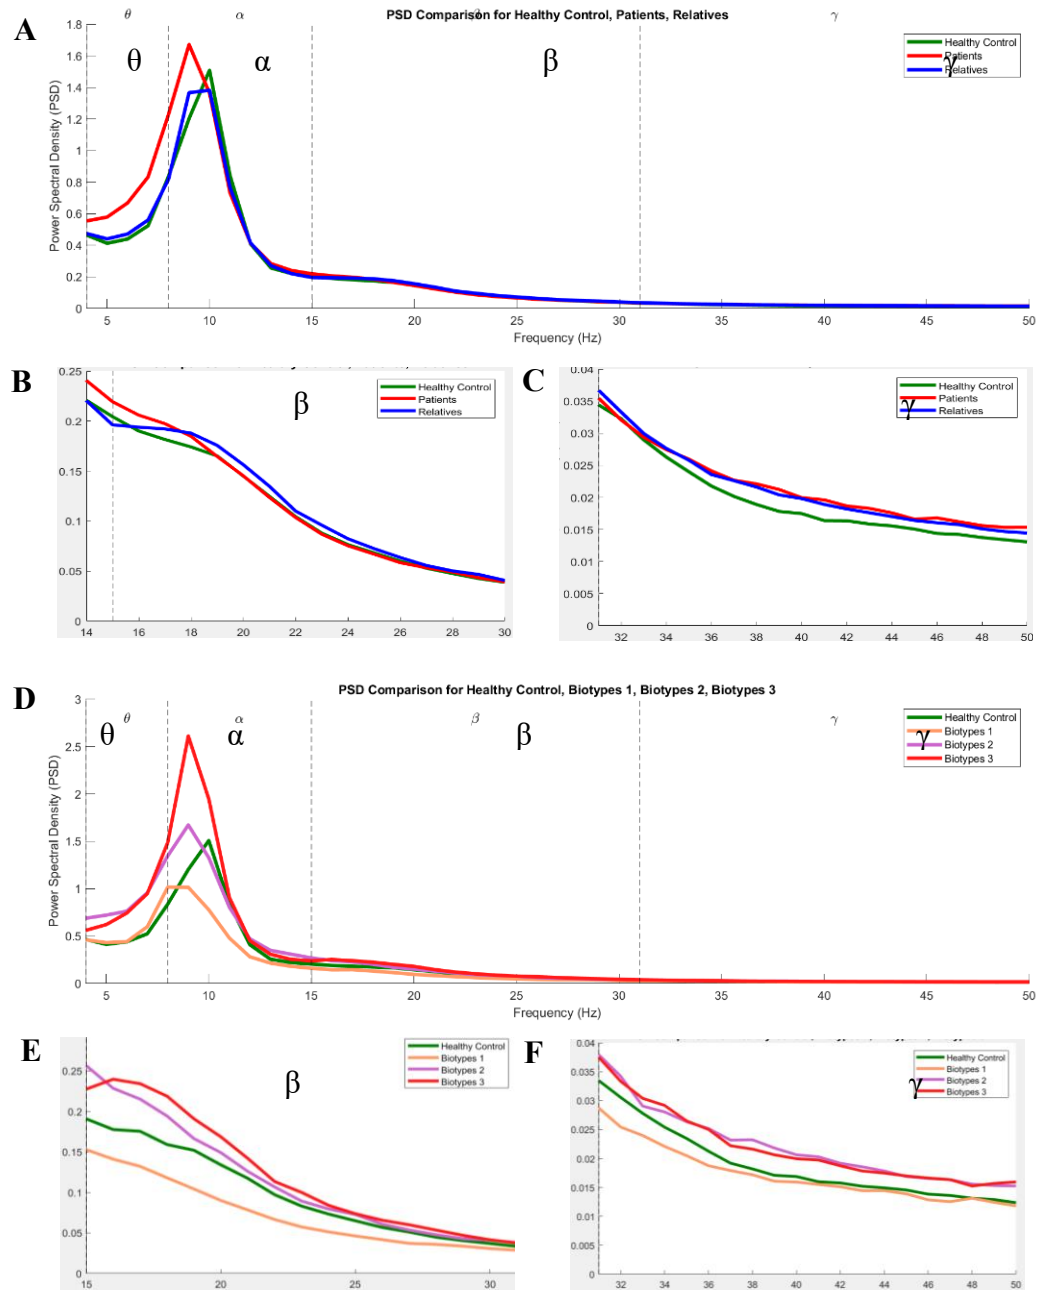 A
PSD Comparison for Healthy Control, Patients, Relatives
θ α β γ
θ α β γ
Healthy Control
Patients
Relatives
Power Spectral Density (PSD)
1.8
1.6
1.4
1.2
1
0.8
0.6
0.4
0.2
0
5 10 15 20 25 30 35 40 45 50
Frequency (Hz)
B
β
Healthy Control
Patients
Relatives
0.25
0.2
0.15
0.1
0.05
0
14 16 18 20 22 24 26 28 30
C
γ
Healthy Control
Patients
Relatives
0.04
0.035
0.03
0.025
0.02
0.015
0.01
0.005
0
32 34 36 38 40 42 44 46 48 50
D
PSD Comparison for Healthy Control, Biotypes 1, Biotypes 2, Biotypes 3
θ α β γ
θ α β γ
Healthy Control
Biotypes 1
Biotypes 2
Biotypes 3
Power Spectral Density (PSD)
3
2.5
2
1.5
1
0.5
0
5 10 15 20 25 30 35 40 45 50
Frequency (Hz)
E
β
Healthy Control
Biotypes 1
Biotypes 2
Biotypes 3
0.25
0.2
0.15
0.1
0.05
0
15 20 25 30
F
γ
Healthy Control
Biotypes 1
Biotypes 2
Biotypes 3
0.04
0.035
0.03
0.025
0.02
0.015
0.01
0.005
0
32 34 36 38 40 42 44 46 48 50